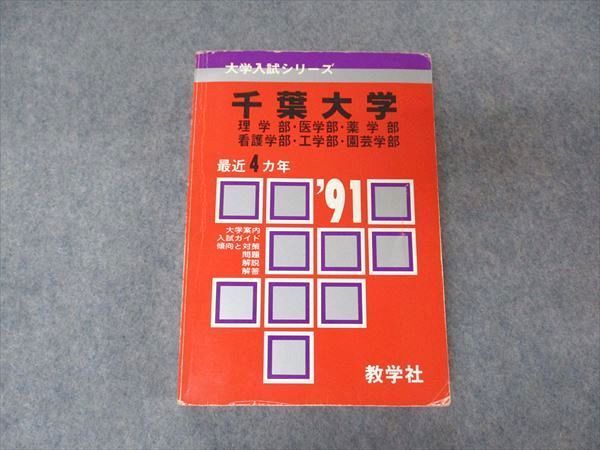 大学入試シリーズ
千葉大学
理学部・医学部・薬学部
看護学部・工学部・園芸学部
最近4カ年
'91
大学案内
入試ガイド
傾向と対策
問題
解説
解答
教学社